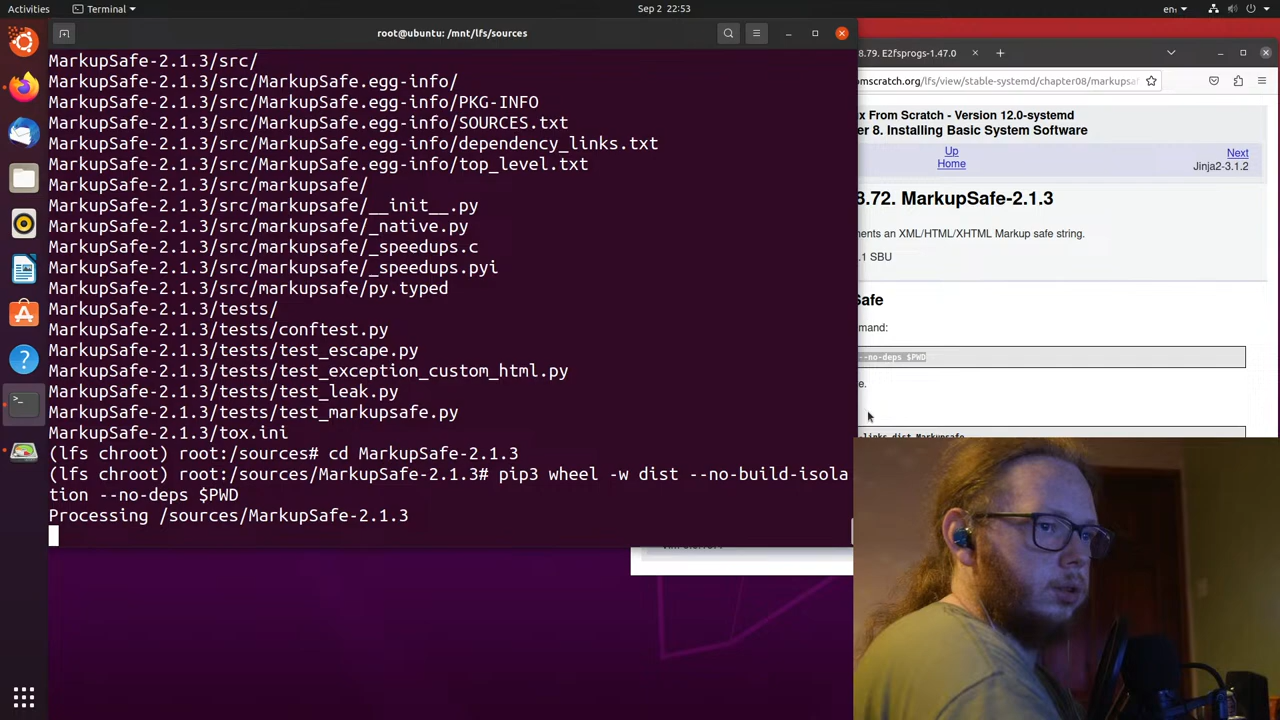 Activities
Terminal
Sep 2 22:53
en
root@ubuntu: /mnt/lfs/sources
MarkupSafe-2.1.3/src/
MarkupSafe-2.1.3/src/MarkupSafe.egg-info/
MarkupSafe-2.1.3/src/MarkupSafe.egg-info/PKG-INFO
MarkupSafe-2.1.3/src/MarkupSafe.egg-info/SOURCES.txt
MarkupSafe-2.1.3/src/MarkupSafe.egg-info/dependency_links.txt
MarkupSafe-2.1.3/src/MarkupSafe.egg-info/top_level.txt
MarkupSafe-2.1.3/src/markupsafe/
MarkupSafe-2.1.3/src/markupsafe/__init__.py
MarkupSafe-2.1.3/src/markupsafe/_native.py
MarkupSafe-2.1.3/src/markupsafe/_speedups.c
MarkupSafe-2.1.3/src/markupsafe/_speedups.pyi
MarkupSafe-2.1.3/src/markupsafe/py.typed
MarkupSafe-2.1.3/tests/
MarkupSafe-2.1.3/tests/conftest.py
MarkupSafe-2.1.3/tests/test_escape.py
MarkupSafe-2.1.3/tests/test_exception_custom_html.py
MarkupSafe-2.1.3/tests/test_leak.py
MarkupSafe-2.1.3/tests/test_markupsafe.py
MarkupSafe-2.1.3/tox.ini
(lfs chroot) root:/sources# cd MarkupSafe-2.1.3
(lfs chroot) root:/sources/MarkupSafe-2.1.3# pip3 wheel -w dist --no-build-isola
tion --no-deps $PWD
Processing /sources/MarkupSafe-2.1.3
8.79. E2fsprogs-1.47.0
omscratch.org/lfs/view/stable-systemd/chapter08/markupsaf
ux From Scratch - Version 12.0-systemd
er 8. Installing Basic System Software
Up
Home
Next
Jinja2-3.1.2
8.72. MarkupSafe-2.1.3
ments an XML/HTML/XHTML Markup safe string.
.1 SBU
Safe
mand:
--no-deps $PWD
e.